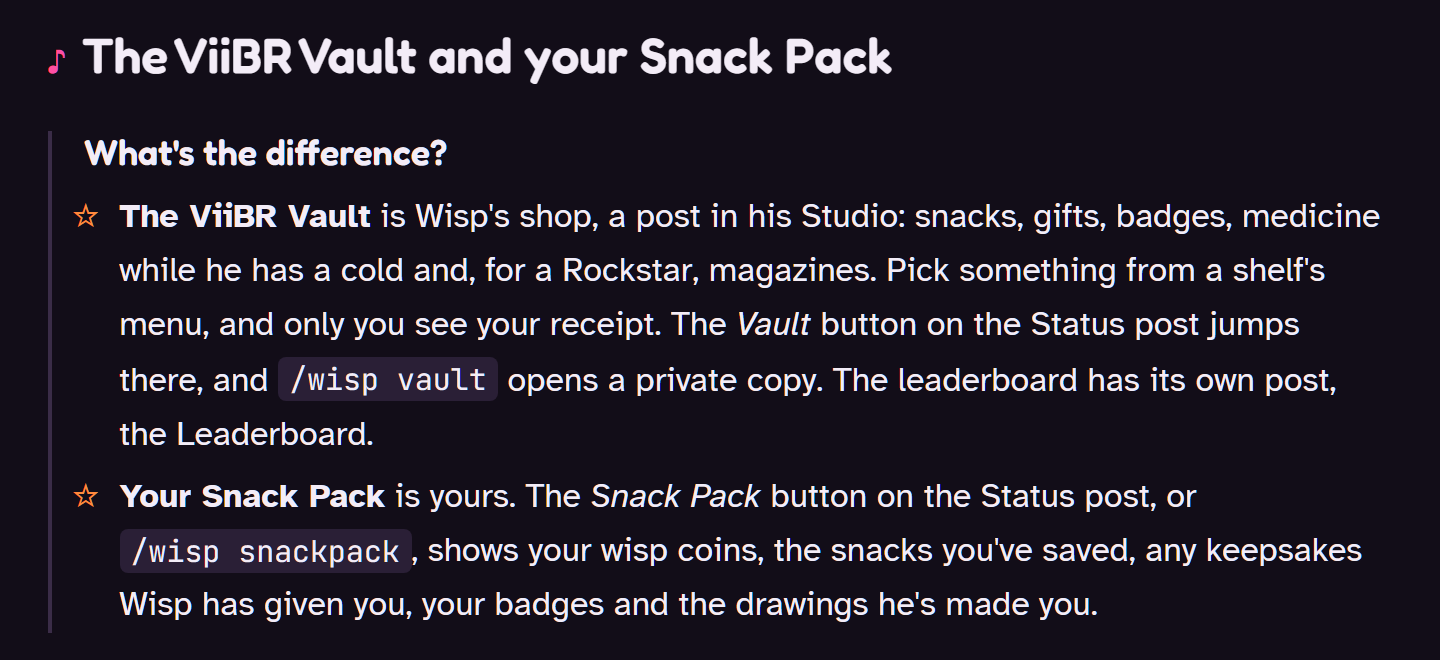 ♪ The ViiBR Vault and your Snack Pack
What's the difference?
☆ The ViiBR Vault is Wisp's shop, a post in his Studio: snacks, gifts, badges, medicine
while he has a cold and, for a Rockstar, magazines. Pick something from a shelf's
menu, and only you see your receipt. The Vault button on the Status post jumps
there, and /wisp vault opens a private copy. The leaderboard has its own post,
the Leaderboard.
☆ Your Snack Pack is yours. The Snack Pack button on the Status post, or
/wisp snackpack, shows your wisp coins, the snacks you've saved, any keepsakes
Wisp has given you, your badges and the drawings he's made you.